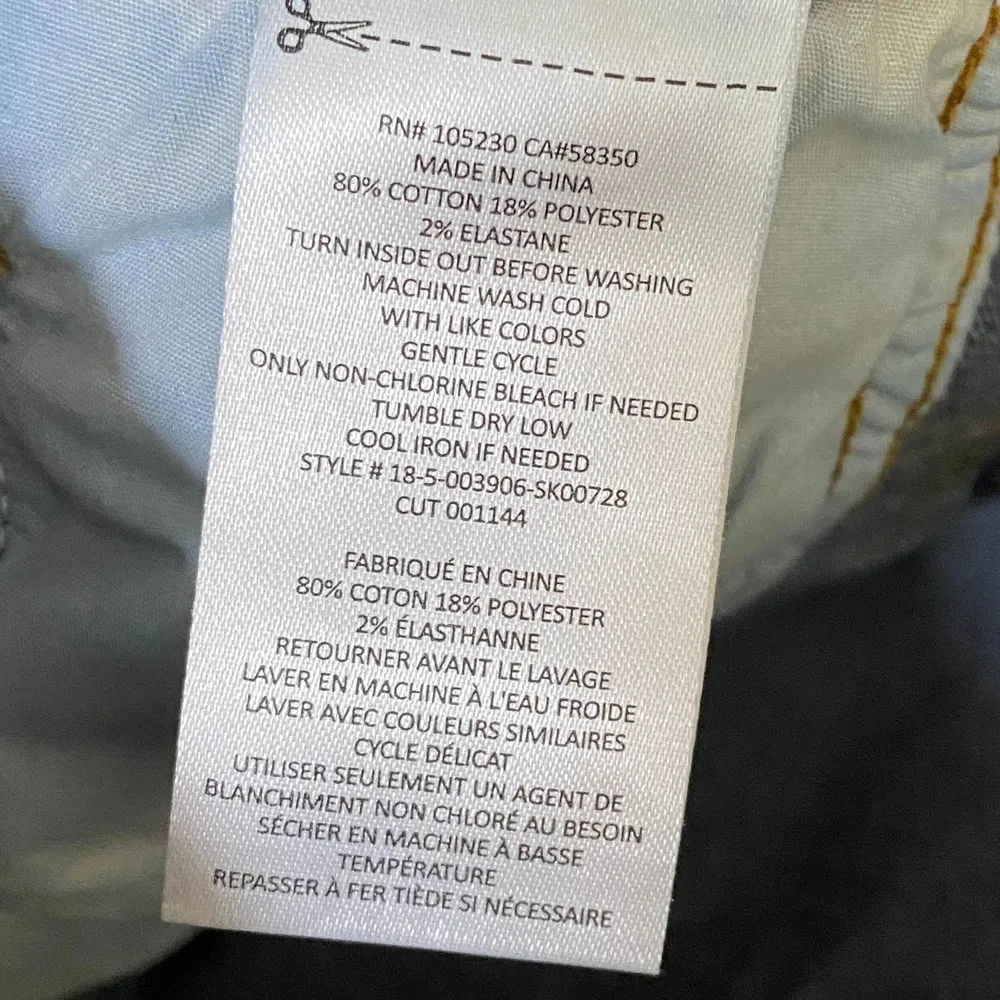 RN# 105230 CA#58350
MADE IN CHINA
80% COTTON 18% POLYESTER
2% ELASTANE
TURN INSIDE OUT BEFORE WASHING
MACHINE WASH COLD
WITH LIKE COLORS
GENTLE CYCLE
ONLY NON-CHLORINE BLEACH IF NEEDED
TUMBLE DRY LOW
COOL IRON IF NEEDED
STYLE # 18-5-003906-SK00728
CUT 001144
FABRIQUÉ EN CHINE
80% COTON 18% POLYESTER
2% ÉLASTHANNE
RETOURNER AVANT LE LAVAGE
LAVER EN MACHINE À L'EAU FROIDE
LAVER AVEC COULEURS SIMILAIRES
CYCLE DÉLICAT
UTILISER SEULEMENT UN AGENT DE
BLANCHIMENT NON CHLORÉ AU BESOIN
SÉCHER EN MACHINE À BASSE
TEMPÉRATURE
REPASSER À FER TIÈDE SI NÉCESSAIRE